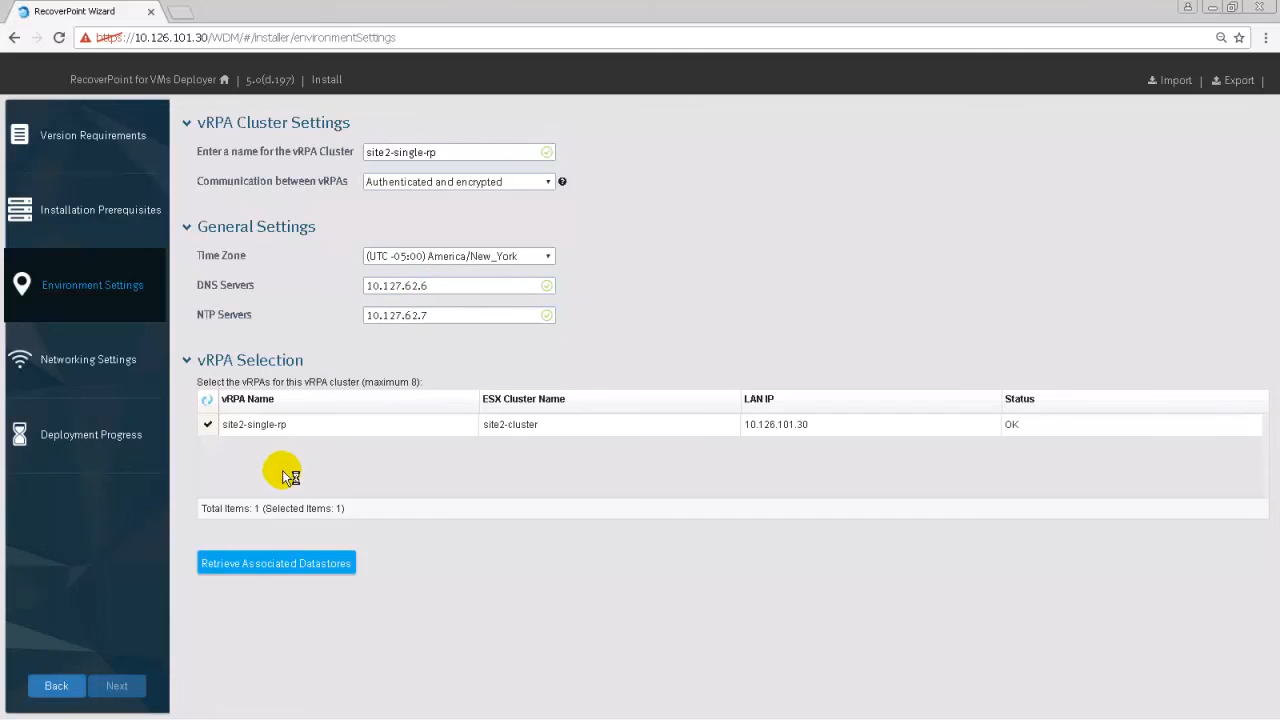 RecoverPoint Wizard
https://10.126.101.30/WDM/#/installer/environmentSettings
RecoverPoint for VMs Deployer | 5.0(d.197) | Install
Import | Export |
Version Requirements
Installation Prerequisites
Environment Settings
Networking Settings
Deployment Progress
Back Next
vRPA Cluster Settings
Enter a name for the vRPA Cluster site2-single-rp
Communication between vRPAs Authenticated and encrypted
General Settings
Time Zone (UTC -05:00) America/New_York
DNS Servers 10.127.62.6
NTP Servers 10.127.62.7
vRPA Selection
Select the vRPAs for this vRPA cluster (maximum 8):
vRPA Name ESX Cluster Name LAN IP Status
site2-single-rp site2-cluster 10.126.101.30 OK
Total Items: 1 (Selected Items: 1)
Retrieve Associated Datastores